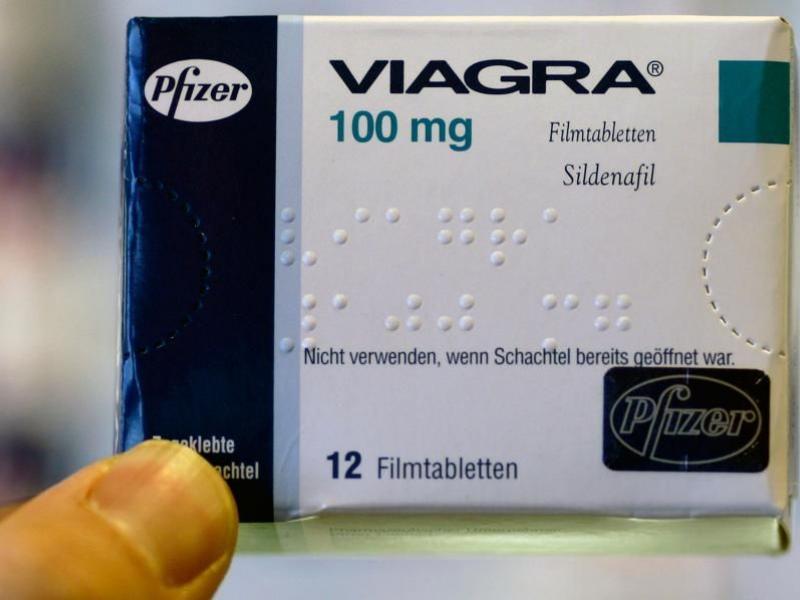 Pfizer
VIAGRA®
100 mg
Filmtabletten
Sildenafil
Nicht verwenden, wenn Schachtel bereits geöffnet war.
Pfizer
12 Filmtabletten